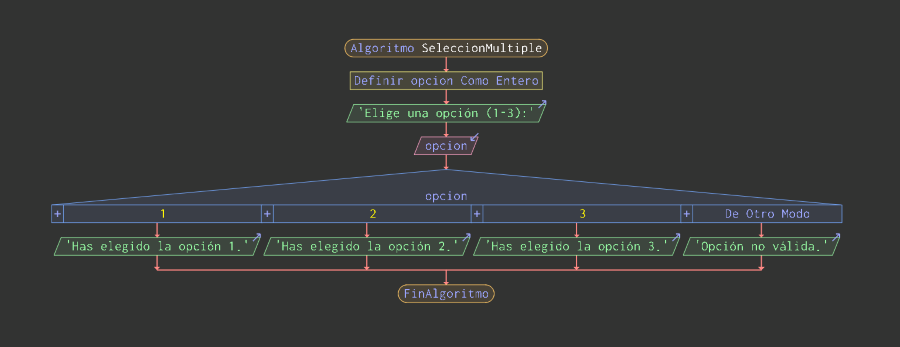 Algoritmo SeleccionMultiple
Definir opcion Como Entero
'Elige una opción (1-3):'
opcion
opcion
+ 1 + 2 + 3 + De Otro Modo
'Has elegido la opción 1.' 'Has elegido la opción 2.' 'Has elegido la opción 3.' 'Opción no válida.'
FinAlgoritmo